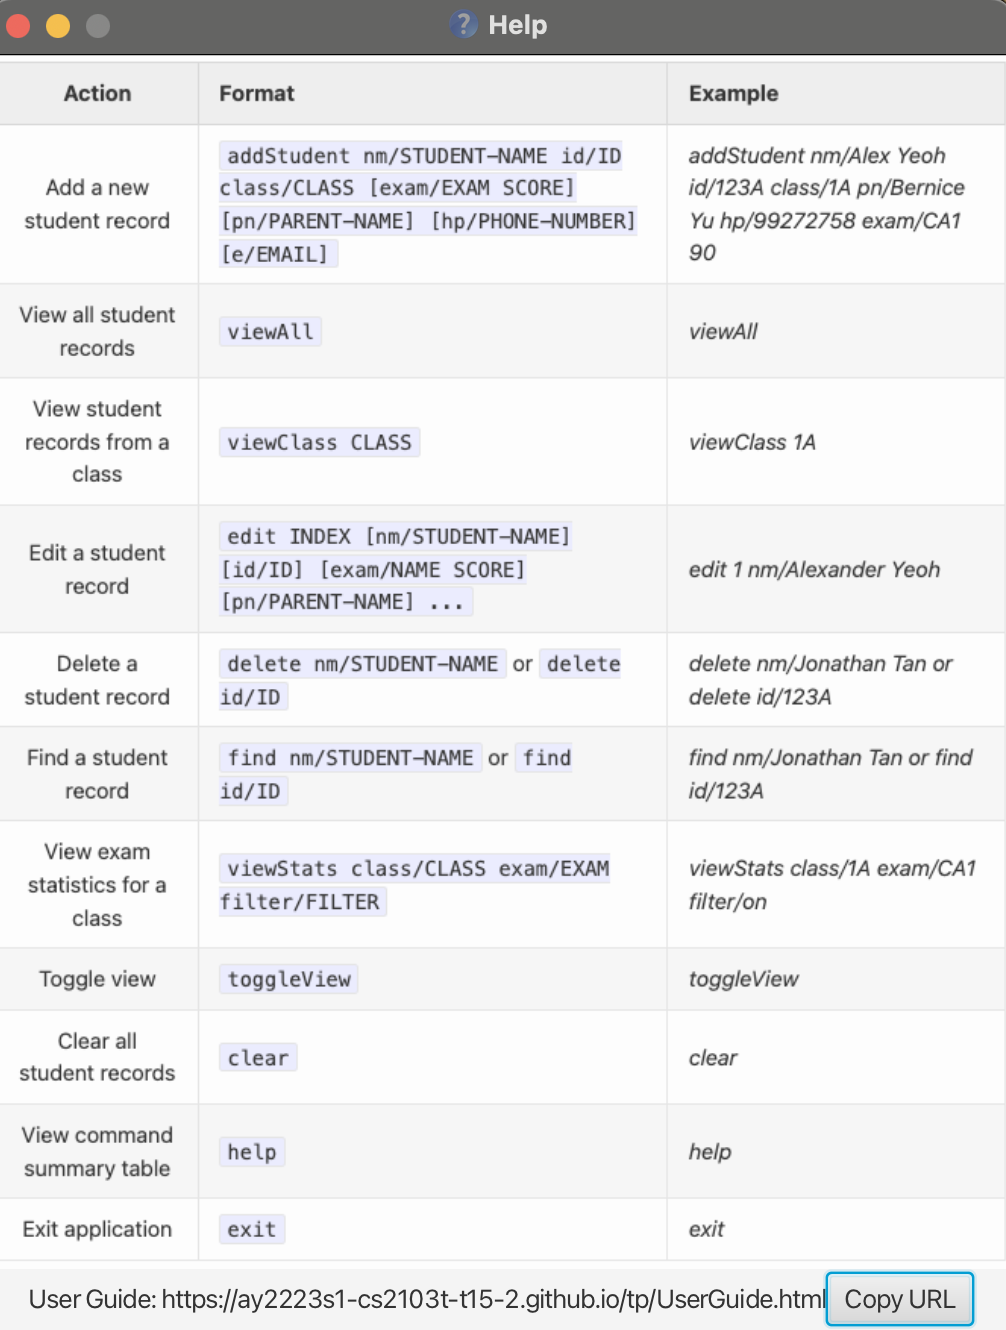 Help
Action Format Example
Add a new
student record
addStudent nm/STUDENT-NAME id/ID
class/CLASS [exam/EXAM SCORE]
[pn/PARENT-NAME] [hp/PHONE-NUMBER]
[e/EMAIL]
addStudent nm/Alex Yeoh
id/123A class/1A pn/Bernice
Yu hp/99272758 exam/CA1
90
View all student
records
viewAll
viewAll
View student
records from a
class
viewClass CLASS
viewClass 1A
Edit a student
record
edit INDEX [nm/STUDENT-NAME]
[id/ID] [exam/NAME SCORE]
[pn/PARENT-NAME] ...
edit 1 nm/Alexander Yeoh
Delete a
student record
delete nm/STUDENT-NAME or delete
id/ID
delete nm/Jonathan Tan or
delete id/123A
Find a student
record
find nm/STUDENT-NAME or find
id/ID
find nm/Jonathan Tan or find
id/123A
View exam
statistics for a
class
viewStats class/CLASS exam/EXAM
filter/FILTER
viewStats class/1A exam/CA1
filter/on
Toggle view
toggleView
toggleView
Clear all
student records
clear
clear
View command
summary table
help
help
Exit application
exit
exit
User Guide: https://ay2223s1-cs2103t-t15-2.github.io/tp/UserGuide.html Copy URL